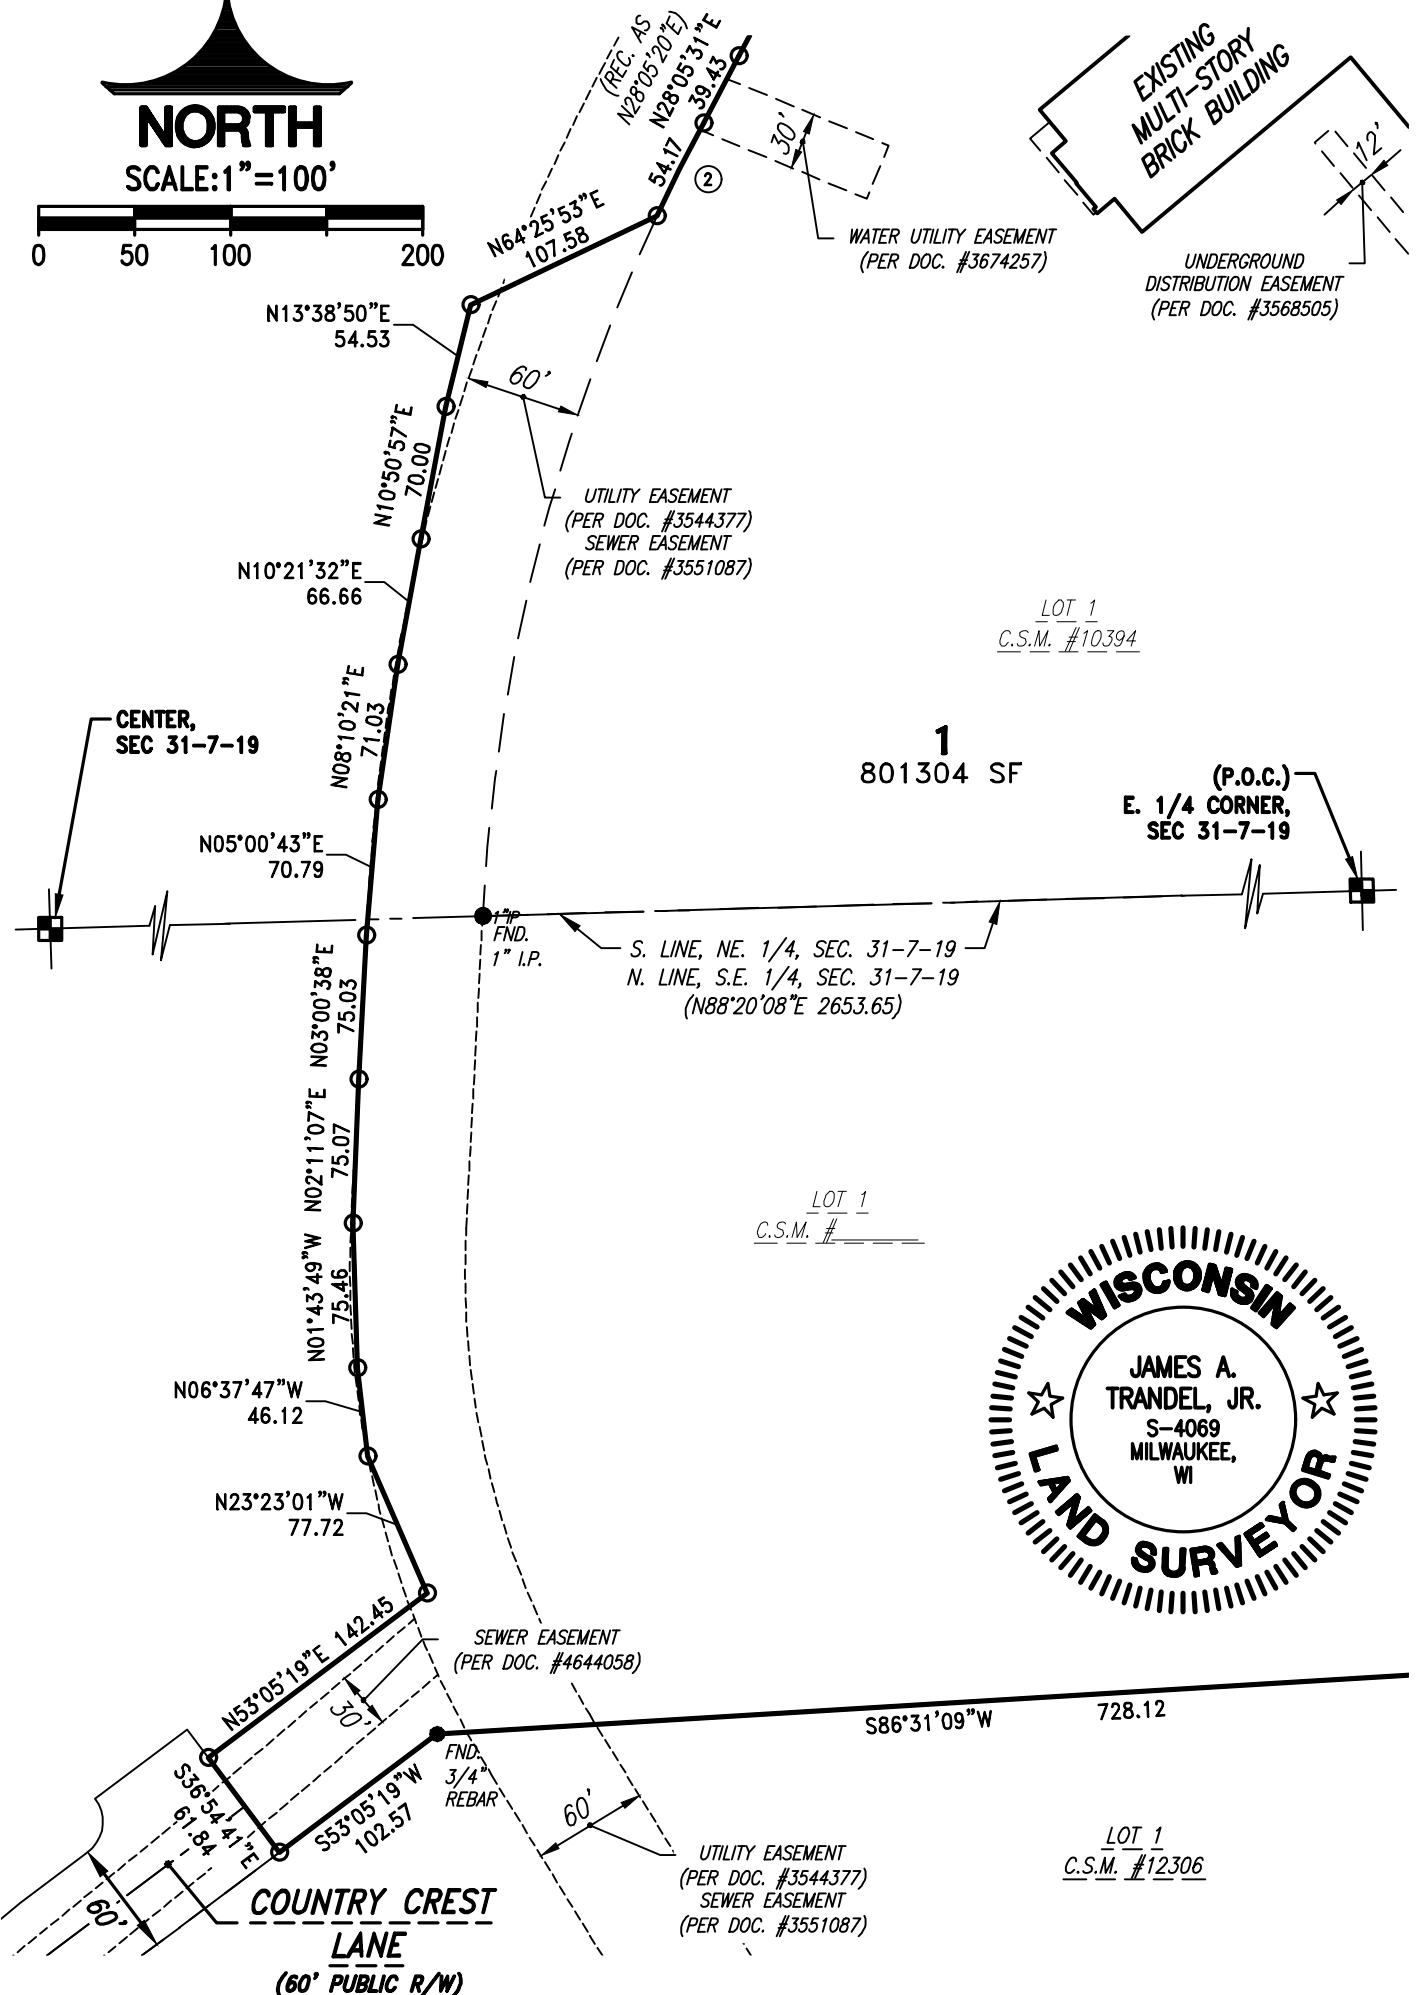 NORTH
SCALE:1"=100'
0 50 100 200
(REC. AS
N28°05'20"E)
N28°05'31"E
39.43
54.17
2
30'
EXISTING
MULTI-STORY
BRICK BUILDING
12'
WATER UTILITY EASEMENT
(PER DOC. #3674257)
UNDERGROUND
DISTRIBUTION EASEMENT
(PER DOC. #3568505)
N64°25'53"E
107.58
N13°38'50"E
54.53
60'
N10°50'57"E
70.00
UTILITY EASEMENT
(PER DOC. #3544377)
SEWER EASEMENT
(PER DOC. #3551087)
N10°21'32"E
66.66
LOT 1
C.S.M. #10394
N08°10'21"E
71.03
CENTER,
SEC 31-7-19
1
801304 SF
(P.O.C.)
E. 1/4 CORNER,
SEC 31-7-19
N05°00'43"E
70.79
1"IP
FND.
1" I.P.
S. LINE, NE. 1/4, SEC. 31-7-19
N. LINE, S.E. 1/4, SEC. 31-7-19
(N88°20'08"E 2653.65)
N03°00'38"E
75.03
N02°11'07"E
75.07
LOT 1
C.S.M. #
N01°43'49"W
75.46
N06°37'47"W
46.12
WISCONSIN
JAMES A.
TRANDEL, JR.
S-4069
MILWAUKEE,
WI
LAND SURVEYOR
N23°23'01"W
77.72
N53°05'19"E 142.45
SEWER EASEMENT
(PER DOC. #4644058)
30'
S86°31'09"W 728.12
FND.
3/4"
REBAR
S36°54'41"E
61.84
S53°05'19"W
102.57
60'
UTILITY EASEMENT
(PER DOC. #3544377)
SEWER EASEMENT
(PER DOC. #3551087)
LOT 1
C.S.M. #12306
60'
COUNTRY CREST
LANE
(60' PUBLIC R/W)